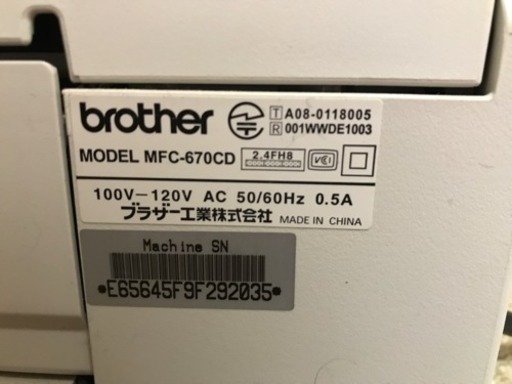 brother T A08-0118005
R 001WWDE1003
MODEL MFC-670CD 2.4FH8 VCCI
100V-120V AC 50/60Hz 0.5A
ブラザー工業株式会社 MADE IN CHINA
Machine SN
*E65645F9F292035*